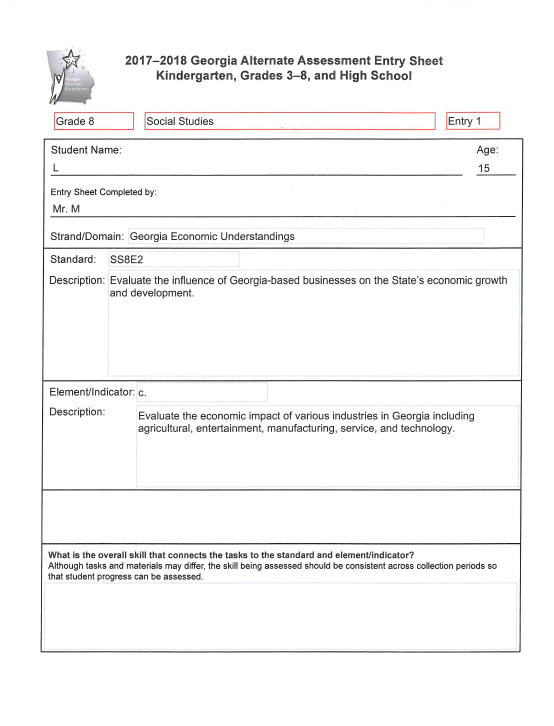 2017–2018 Georgia Alternate Assessment Entry Sheet
Kindergarten, Grades 3–8, and High School
Grade 8
Social Studies
Entry 1
Student Name:
Age:
L
15
Entry Sheet Completed by:
Mr. M
Strand/Domain: Georgia Economic Understandings
Standard: SS8E2
Description: Evaluate the influence of Georgia-based businesses on the State's economic growth
and development.
Element/Indicator: c.
Description:
Evaluate the economic impact of various industries in Georgia including
agricultural, entertainment, manufacturing, service, and technology.
What is the overall skill that connects the tasks to the standard and element/indicator?
Although tasks and materials may differ, the skill being assessed should be consistent across collection periods so
that student progress can be assessed.